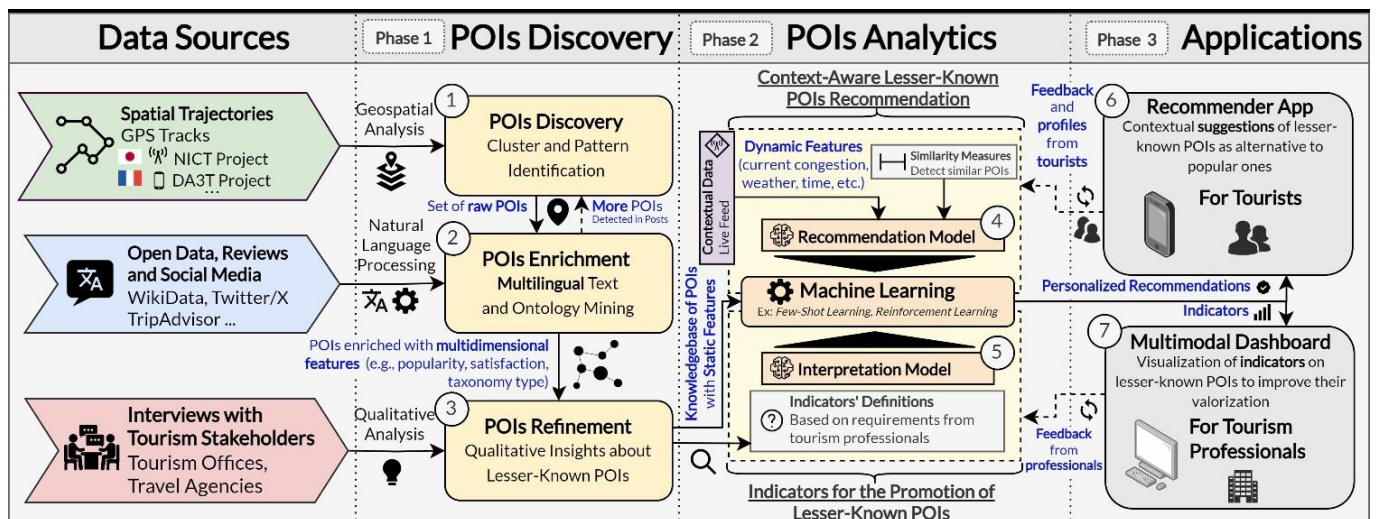 Data Sources
Phase 1
POIs Discovery
Phase 2
POIs Analytics
Phase 3
Applications
Spatial Trajectories
GPS Tracks
NICT Project
DA3T Project
...
Geospatial
Analysis
1
POIs Discovery
Cluster and Pattern
Identification
Set of raw POIs
More POIs
Detected in Posts
Open Data, Reviews
and Social Media
WikiData, Twitter/X
TripAdvisor ...
Natural
Language
Processing
2
POIs Enrichment
Multilingual Text
and Ontology Mining
POIs enriched with multidimensional
features (e.g., popularity, satisfaction,
taxonomy type)
Interviews with
Tourism Stakeholders
Tourism Offices,
Travel Agencies
Qualitative
Analysis
3
POIs Refinement
Qualitative Insights about
Lesser-Known POIs
Context-Aware Lesser-Known
POIs Recommendation
Contextual Data
Live Feed
Dynamic Features
(current congestion,
weather, time, etc.)
Similarity Measures
Detect similar POIs
4
Recommendation Model
Knowledgebase of POIs
with Static Features
Machine Learning
Ex: Few-Shot Learning, Reinforcement Learning
5
Interpretation Model
Indicators' Definitions
Based on requirements from
tourism professionals
Indicators for the Promotion of
Lesser-Known POIs
Feedback
and
profiles
from
tourists
6
Recommender App
Contextual suggestions of lesser-
known POIs as alternative to
popular ones
For Tourists
Personalized Recommendations
Indicators
7
Multimodal Dashboard
Visualization of indicators on
lesser-known POIs to improve their
valorization
For Tourism
Professionals
Feedback
from
professionals